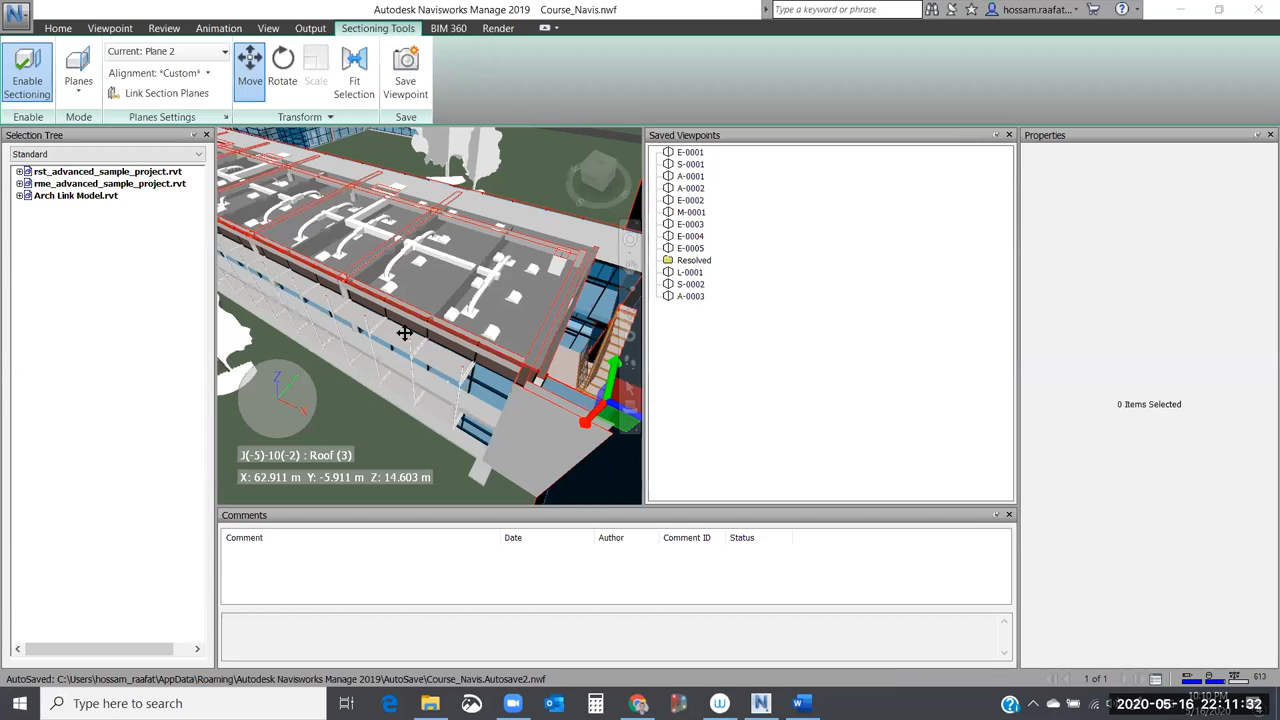 Autodesk Navisworks Manage 2019 Course_Navis.nwf
Type a keyword or phrase
hossam.raafat...
Home Viewpoint Review Animation View Output Sectioning Tools BIM 360 Render
Enable Sectioning
Planes
Current: Plane 2
Alignment: *Custom*
Link Section Planes
Move
Rotate
Scale
Fit Selection
Save Viewpoint
Enable Mode Planes Settings Transform Save
Selection Tree
Standard
rst_advanced_sample_project.rvt
rme_advanced_sample_project.rvt
Arch Link Model.rvt
Z
X
J(-5)-10(-2) : Roof (3)
X: 62.911 m Y: -5.911 m Z: 14.603 m
Saved Viewpoints
E-0001
S-0001
A-0001
A-0002
E-0002
M-0001
E-0003
E-0004
E-0005
Resolved
L-0001
S-0002
A-0003
Properties
0 Items Selected
Comments
Comment Date Author Comment ID Status
AutoSaved: C:\Users\hossam_raafat\AppData\Roaming\Autodesk Navisworks Manage 2019\AutoSave\Course_Navis.Autosave2.nwf
1 of 1
613
Type here to search
10:10 PM
2020-05-16 22:11:32